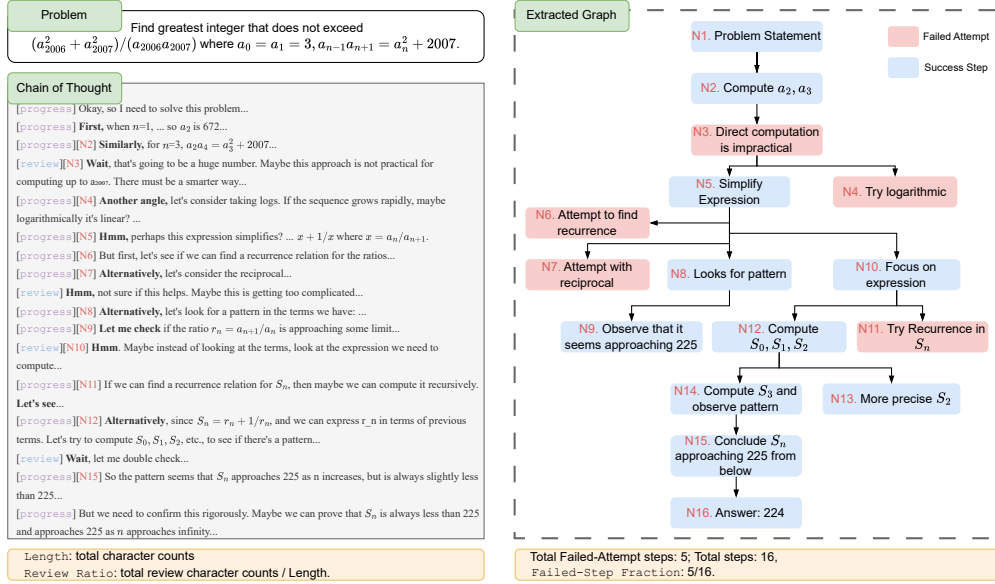 Problem
Find greatest integer that does not exceed
(a²₂₀₀₆ + a²₂₀₀₇)/(a₂₀₀₆a₂₀₀₇) where a₀ = a₁ = 3, aₙ₋₁aₙ₊₁ = a²ₙ + 2007.
Chain of Thought
[progress] Okay, so I need to solve this problem...
[progress] First, when n=1, ... so a₂ is 672...
[progress][N2] Similarly, for n=3, a₂a₄ = a²₃ + 2007...
[review][N3] Wait, that's going to be a huge number. Maybe this approach is not practical for
computing up to a₂₀₀₇. There must be a smarter way...
[progress][N4] Another angle, let's consider taking logs. If the sequence grows rapidly, maybe
logarithmically it's linear? ...
[progress][N5] Hmm, perhaps this expression simplifies? ... x + 1/x where x = aₙ/aₙ₊₁.
[progress][N6] But first, let's see if we can find a recurrence relation for the ratios...
[progress][N7] Alternatively, let's consider the reciprocal...
[review] Hmm, not sure if this helps. Maybe this is getting too complicated...
[progress][N8] Alternatively, let's look for a pattern in the terms we have: ...
[progress][N9] Let me check if the ratio rₙ = aₙ₊₁/aₙ is approaching some limit...
[review][N10] Hmm. Maybe instead of looking at the terms, look at the expression we need to
compute...
[progress][N11] If we can find a recurrence relation for Sₙ, then maybe we can compute it recursively.
Let's see...
[progress][N12] Alternatively, since Sₙ = rₙ + 1/rₙ, and we can express r_n in terms of previous
terms. Let's try to compute S₀, S₁, S₂, etc., to see if there's a pattern...
[review] Wait, let me double check...
[progress][N15] So the pattern seems that Sₙ approaches 225 as n increases, but is always slightly less
than 225...
[progress] But we need to confirm this rigorously. Maybe we can prove that Sₙ is always less than 225
and approaches 225 as n approaches infinity...
Length: total character counts
Review Ratio: total review character counts / Length.
Extracted Graph
Failed Attempt
Success Step
N1. Problem Statement
N2. Compute a₂, a₃
N3. Direct computation
is impractical
N5. Simplify
Expression
N4. Try logarithmic
N6. Attempt to find
recurrence
N7. Attempt with
reciprocal
N8. Looks for pattern
N10. Focus on
expression
N9. Observe that it
seems approaching 225
N12. Compute
S₀, S₁, S₂
N11. Try Recurrence in
Sₙ
N14. Compute S₃ and
observe pattern
N13. More precise S₂
N15. Conclude Sₙ
approaching 225 from
below
N16. Answer: 224
Total Failed-Attempt steps: 5; Total steps: 16,
Failed-Step Fraction: 5/16.